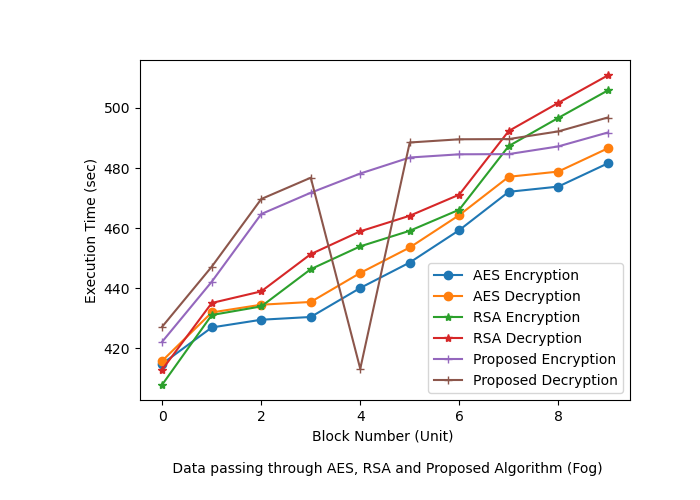 500
480
460
440
420
Execution Time (sec)
AES Encryption
AES Decryption
RSA Encryption
RSA Decryption
Proposed Encryption
Proposed Decryption
0 2 4 6 8
Block Number (Unit)
Data passing through AES, RSA and Proposed Algorithm (Fog)